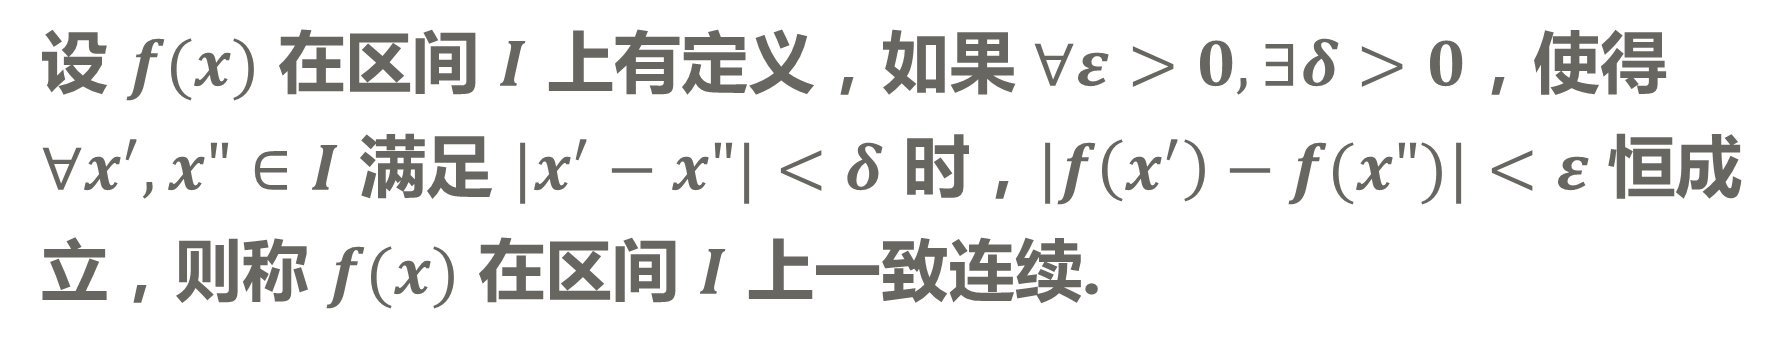 设 f(x) 在区间 I 上有定义，如果 ∀ε > 0, ∃δ > 0，使得
∀x′, x" ∈ I 满足 |x′ − x"| < δ 时，|f(x′) − f(x")| < ε 恒成
立，则称 f(x) 在区间 I 上一致连续.